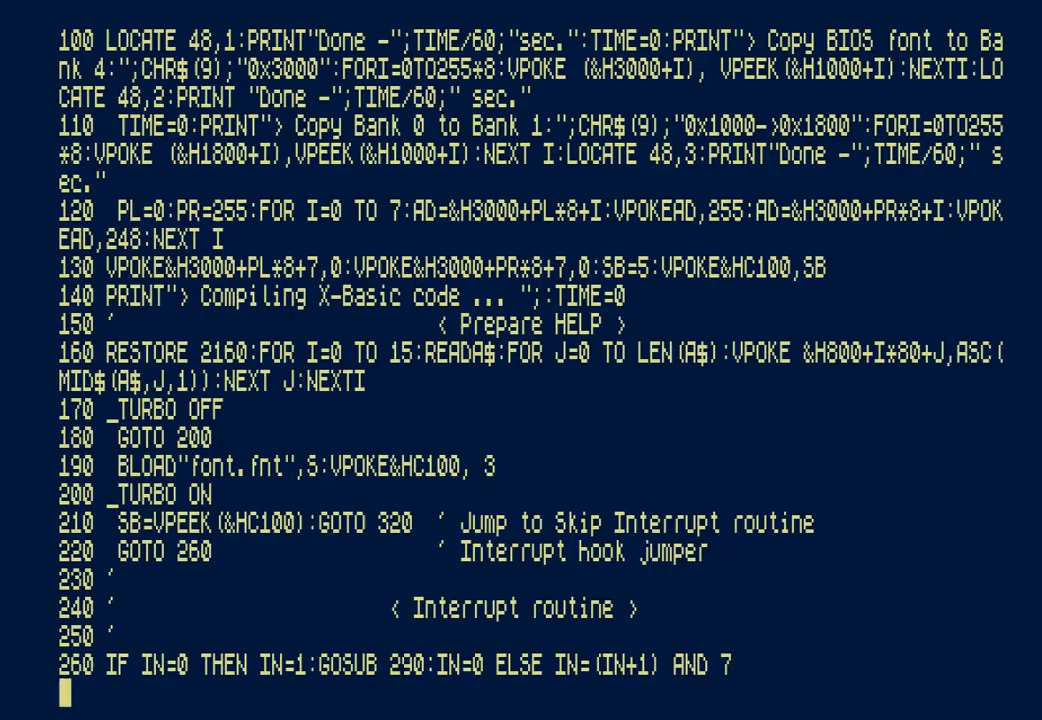 100 LOCATE 48,1:PRINT"Done -";TIME/60;"sec.":TIME=0:PRINT"> Copy BIOS font to Ba
nk 4:";CHR$(9);"0x3000":FORI=0TO255*8:VPOKE (&H3000+I), VPEEK(&H1000+I):NEXTI:LO
CATE 48,2:PRINT "Done -";TIME/60;" sec."
110  TIME=0:PRINT"> Copy Bank 0 to Bank 1:";CHR$(9);"0x1000->0x1800":FORI=0TO255
*8:VPOKE (&H1800+I),VPEEK(&H1000+I):NEXT I:LOCATE 48,3:PRINT"Done -";TIME/60;" s
ec."
120  PL=0:PR=255:FOR I=0 TO 7:AD=&H3000+PL*8+I:VPOKEAD,255:AD=&H3000+PR*8+I:VPOK
EAD,248:NEXT I
130 VPOKE&H3000+PL*8+7,0:VPOKE&H3000+PR*8+7,0:SB=5:VPOKE&HC100,SB
140 PRINT"> Compiling X-Basic code ... ";:TIME=0
150 '                            < Prepare HELP >
160 RESTORE 2160:FOR I=0 TO 15:READA$:FOR J=0 TO LEN(A$):VPOKE &H800+I*80+J,ASC(
MID$(A$,J,1)):NEXT J:NEXTI
170 _TURBO OFF
180  GOTO 200
190  BLOAD"font.fnt",S:VPOKE&HC100, 3
200 _TURBO ON
210  SB=VPEEK(&HC100):GOTO 320  ' Jump to Skip Interrupt routine
220  GOTO 260                   ' Interrupt hook jumper
230 '
240 '                       < Interrupt routine >
250 '
260 IF IN=0 THEN IN=1:GOSUB 290:IN=0 ELSE IN=(IN+1) AND 7